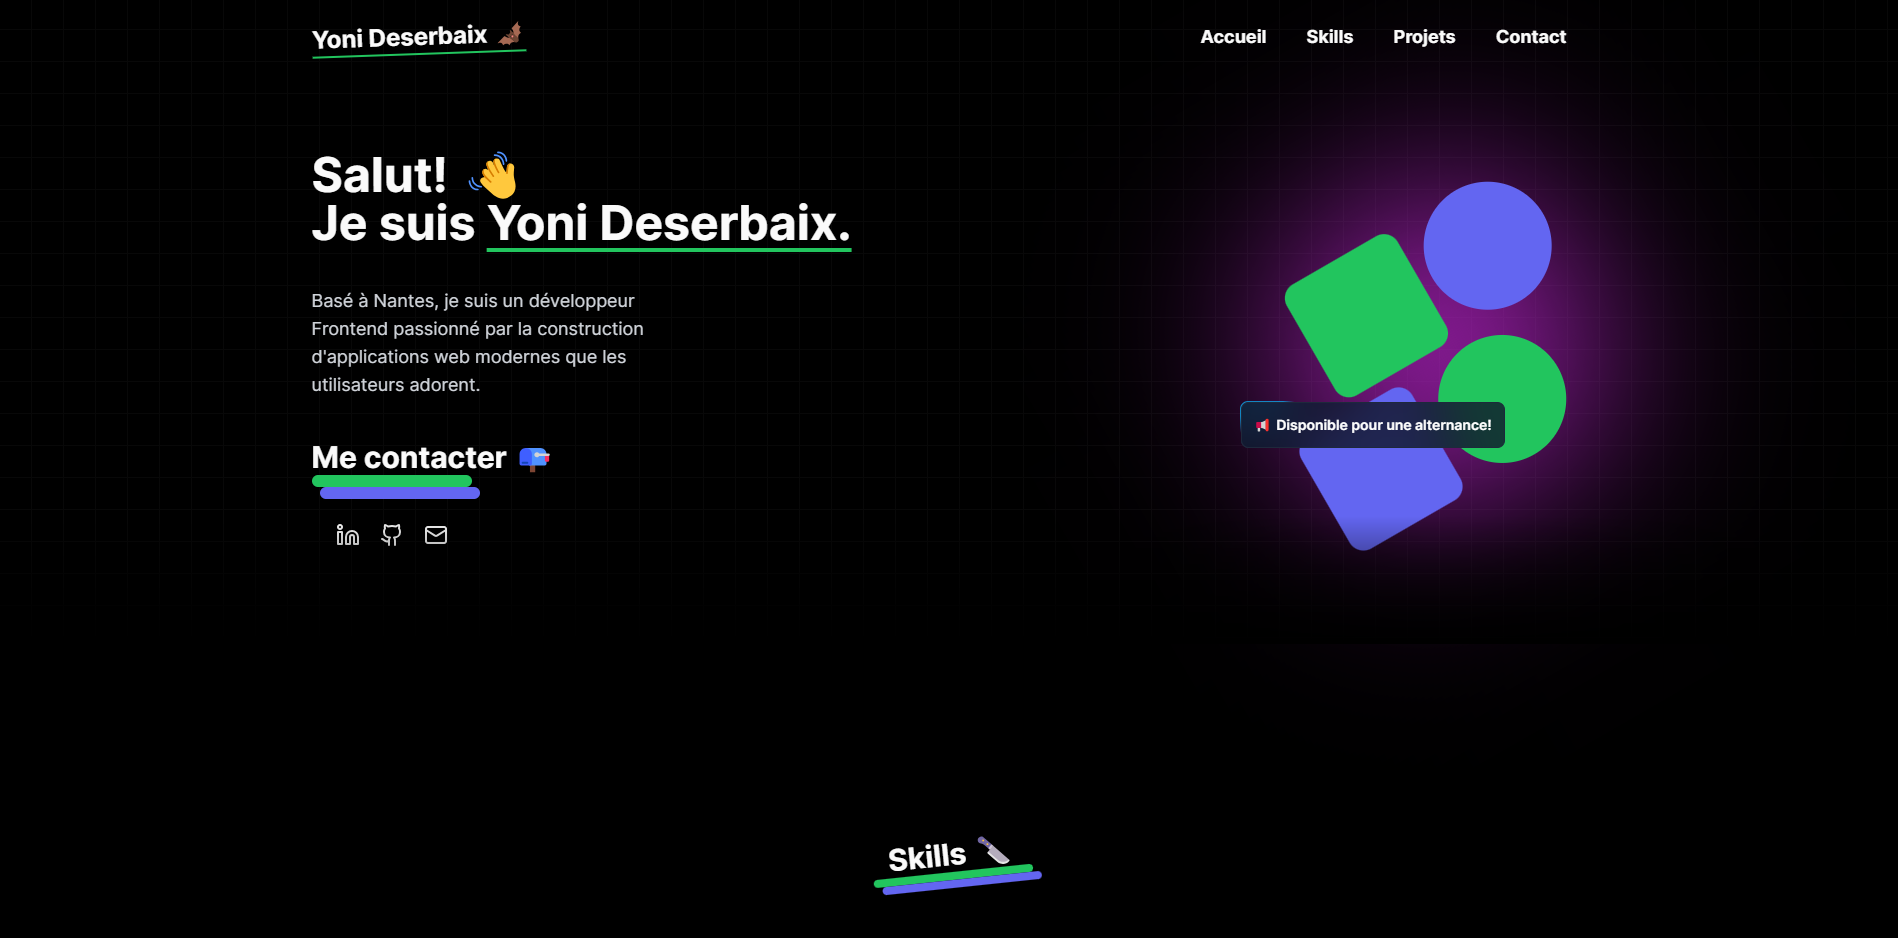 Yoni Deserbaix
Accueil
Skills
Projets
Contact
Salut!
Je suis Yoni Deserbaix.
Basé à Nantes, je suis un développeur
Frontend passionné par la construction
d'applications web modernes que les
utilisateurs adorent.
Disponible pour une alternance!
Me contacter
in
Skills